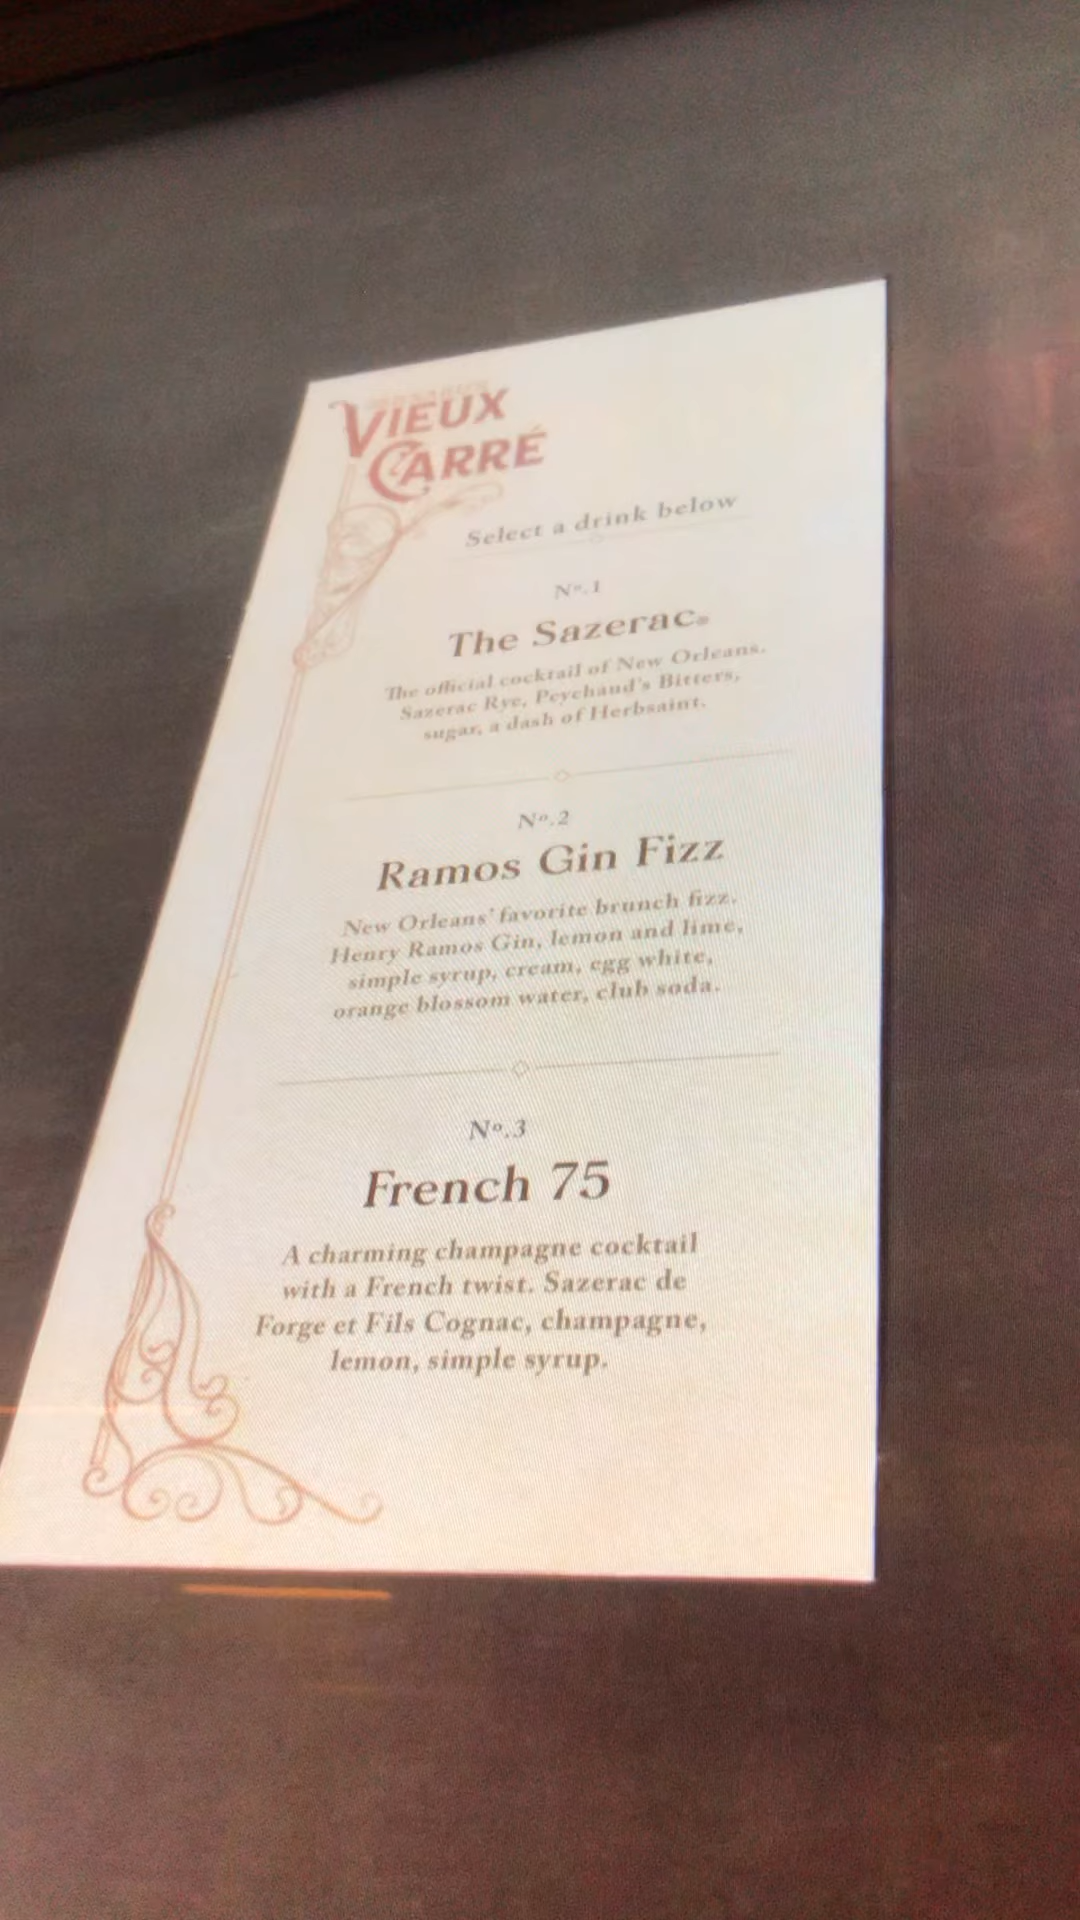 VIEUX
CARRÉ
Select a drink below
Nº.1
The Sazerac®
The official cocktail of New Orleans.
Sazerac Rye, Peychaud's Bitters,
sugar, a dash of Herbsaint.
Nº.2
Ramos Gin Fizz
New Orleans' favorite brunch fizz.
Henry Ramos Gin, lemon and lime,
simple syrup, cream, egg white,
orange blossom water, club soda.
Nº.3
French 75
A charming champagne cocktail
with a French twist. Sazerac de
Forge et Fils Cognac, champagne,
lemon, simple syrup.